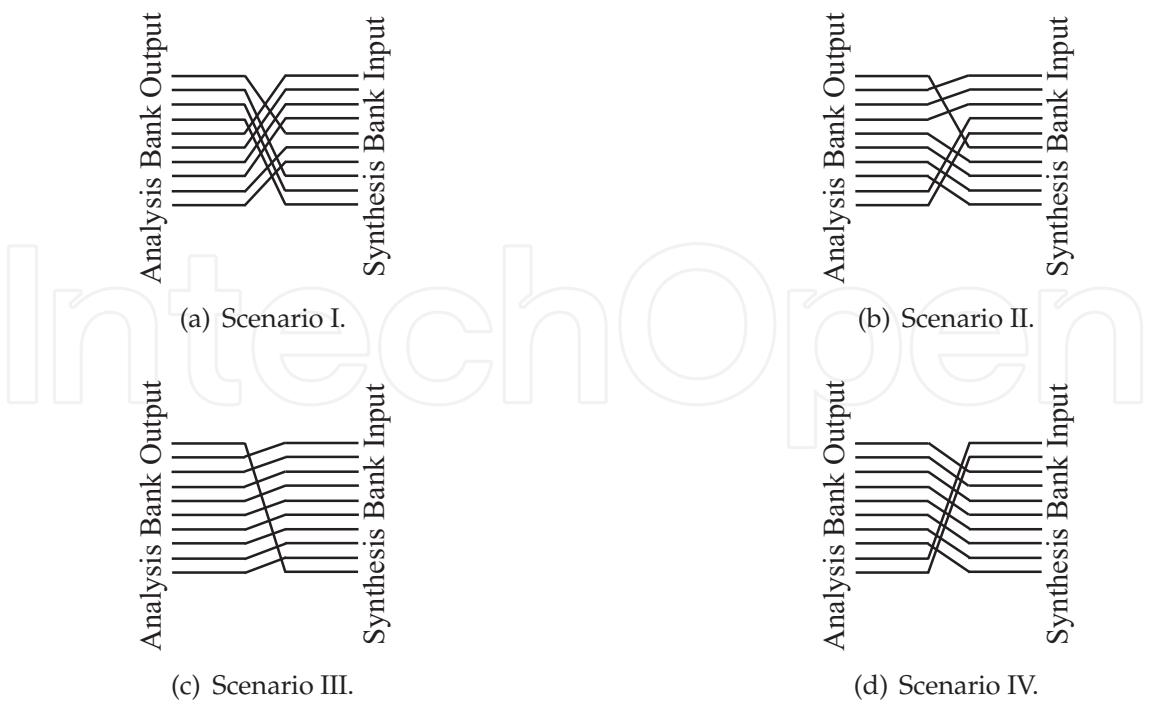 Analysis Bank Output
Synthesis Bank Input
(a) Scenario I.
Analysis Bank Output
Synthesis Bank Input
(b) Scenario II.
IntechOpen
Analysis Bank Output
Synthesis Bank Input
(c) Scenario III.
Analysis Bank Output
Synthesis Bank Input
(d) Scenario IV.